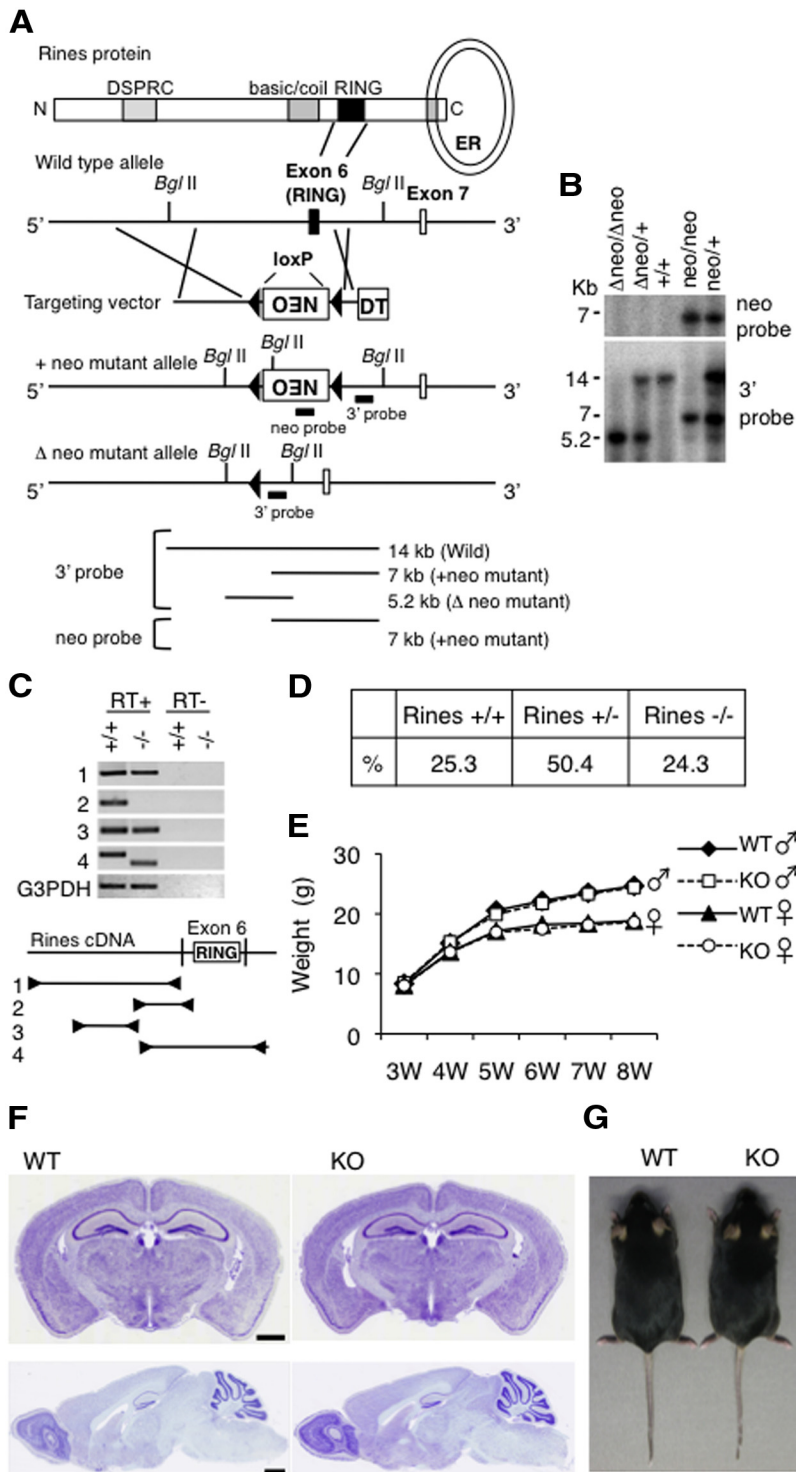 A
Rines protein
DSPRC basic/coil RING
N C
ER
Wild type allele
Exon 6
(RING)
Bgl II Bgl II Exon 7
5’ 3’
loxP
Targeting vector NEO DT
+ neo mutant allele Bgl II Bgl II Bgl II
5’ NEO 3’
neo probe 3’ probe
Δ neo mutant allele Bgl II Bgl II
5’ 3’
3’ probe
3’ probe
14 kb (Wild)
7 kb (+neo mutant)
5.2 kb (Δ neo mutant)
neo probe
7 kb (+neo mutant)
B
Δneo/Δneo
Δneo/+
+/+
neo/neo
neo/+
Kb
7 - neo probe
14 -
7 -
5.2 -
3’ probe
C
RT+ RT-
+/+ -/- +/+ -/-
1
2
3
4
G3PDH
Rines cDNA Exon 6
RING
1
2
3
4
D
Rines +/+ Rines +/- Rines -/-
% 25.3 50.4 24.3
E
Weight (g)
30
20
10
0
3W 4W 5W 6W 7W 8W
♂
♀
WT ♂
KO ♂
WT ♀
KO ♀
F
WT KO
G
WT KO